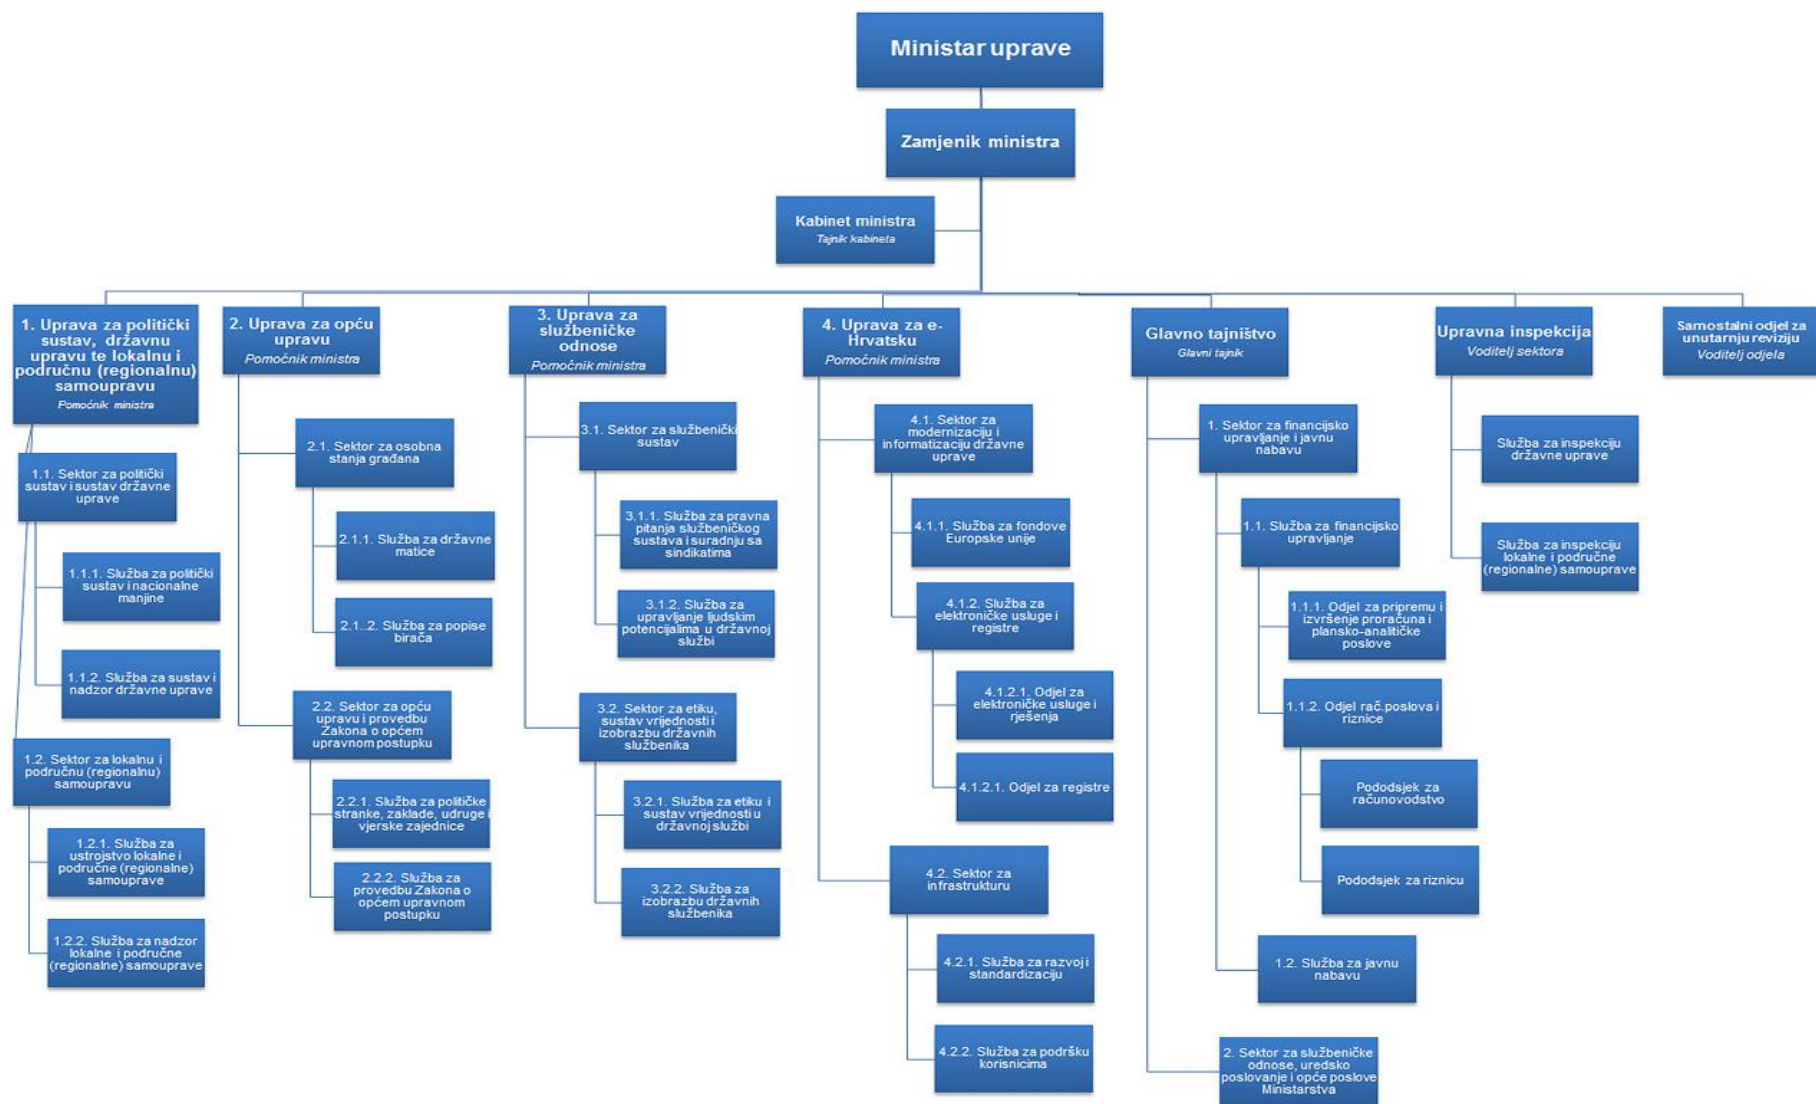 Ministar uprave
Zamjenik ministra
Kabinet ministra
Tajnik kabineta
1. Uprava za politički
sustav, državnu
upravu te lokalnu i
područnu (regionalnu)
samoupravu
Pomoćnik ministra
1.1. Sektor za politički
sustav i sustav državne
uprave
1.1.1. Služba za politički
sustav i nacionalne
manjine
1.1.2. Služba za sustav i
nadzor državne uprave
1.2. Sektor za lokalnu i
područnu (regionalnu)
samoupravu
1.2.1. Služba za
ustrojstvo lokalne i
područne (regionalne)
samouprave
1.2.2. Služba za nadzor
lokalne i područne
(regionalne) samouprave
2. Uprava za opću
upravu
Pomoćnik ministra
2.1. Sektor za osobna
stanja građana
2.1.1. Služba za državne
matice
2.1..2. Služba za popise
birača
2.2. Sektor za opću
upravu i provedbu
Zakona o općem
upravnom postupku
2.2.1. Služba za političke
stranke, zaklade, udruge i
vjerske zajednice
2.2.2. Služba za
provedbu Zakona o
općem upravnom
postupku
3. Uprava za
službeničke
odnose
Pomoćnik ministra
3.1. Sektor za službenički
sustav
3.1.1. Služba za pravna
pitanja službeničkog
sustava i suradnju sa
sindikatima
3.1.2. Služba za
upravljanje ljudskim
potencijalima u državnoj
službi
3.2. Sektor za etiku,
sustav vrijednosti i
izobrazbu državnih
službenika
3.2.1. Služba za etiku i
sustav vrijednosti u
državnoj službi
3.2.2. Služba za
izobrazbu državnih
službenika
4. Uprava za e-
Hrvatsku
Pomoćnik ministra
4.1. Sektor za
modernizaciju i
informatizaciju državne
uprave
4.1.1. Služba za fondove
Europske unije
4.1.2. Služba za
elektroničke usluge i
registre
4.1.2.1. Odjel za
elektroničke usluge i
rješenja
4.1.2.1. Odjel za registre
4.2. Sektor za
infrastrukturu
4.2.1. Služba za razvoj i
standardizaciju
4.2.2. Služba za podršku
korisnicima
Glavno tajništvo
Glavni tajnik
1. Sektor za financijsko
upravljanje i javnu
nabavu
1.1. Služba za financijsko
upravljanje
1.1.1. Odjel za pripremu i
izvršenje proračuna i
plansko-analitičke
poslove
1.1.2. Odjel rač.poslova i
riznice
Pododsjek za
računovodstvo
Pododsjek za riznicu
1.2. Služba za javnu
nabavu
2. Sektor za službeničke
odnose, uredsko
poslovanje i opće poslove
Ministarstva
Upravna inspekcija
Voditelj sektora
Služba za inspekciju
državne uprave
Služba za inspekciju
lokalne i područne
(regionalne) samouprave
Samostalni odjel za
unutarnju reviziju
Voditelj odjela